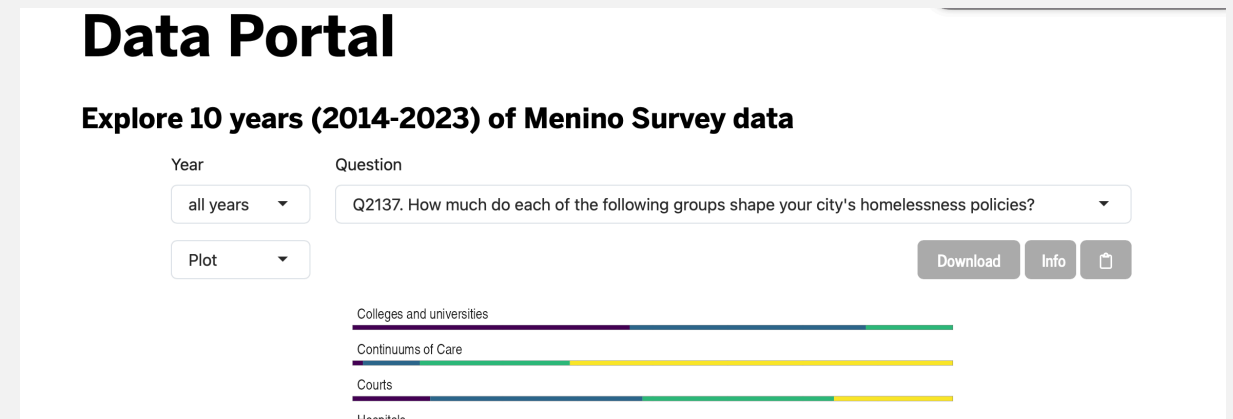 Data Portal
Explore 10 years (2014-2023) of Menino Survey data
Year Question
all years Q2137. How much do each of the following groups shape your city's homelessness policies?
Plot Download Info
Colleges and universities
Continuums of Care
Courts
Hospitals